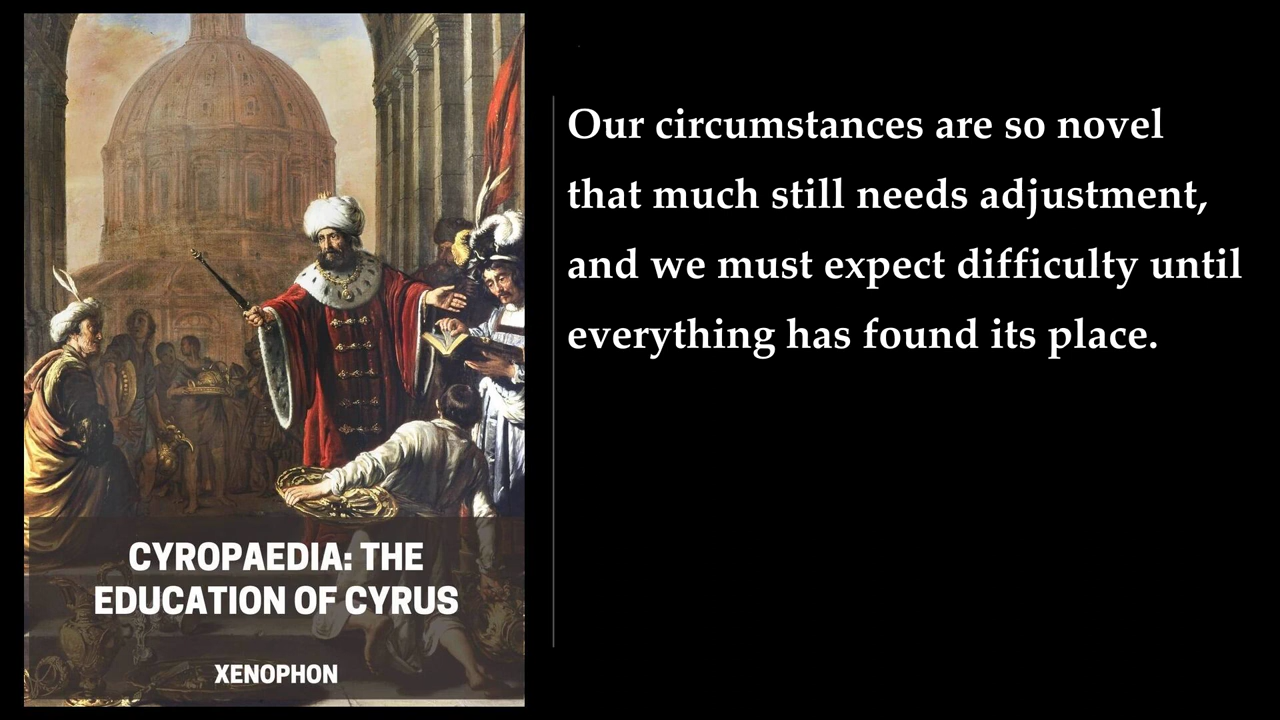 CYROPAEDIA: THE
EDUCATION OF CYRUS
XENOPHON
Our circumstances are so novel
that much still needs adjustment,
and we must expect difficulty until
everything has found its place.